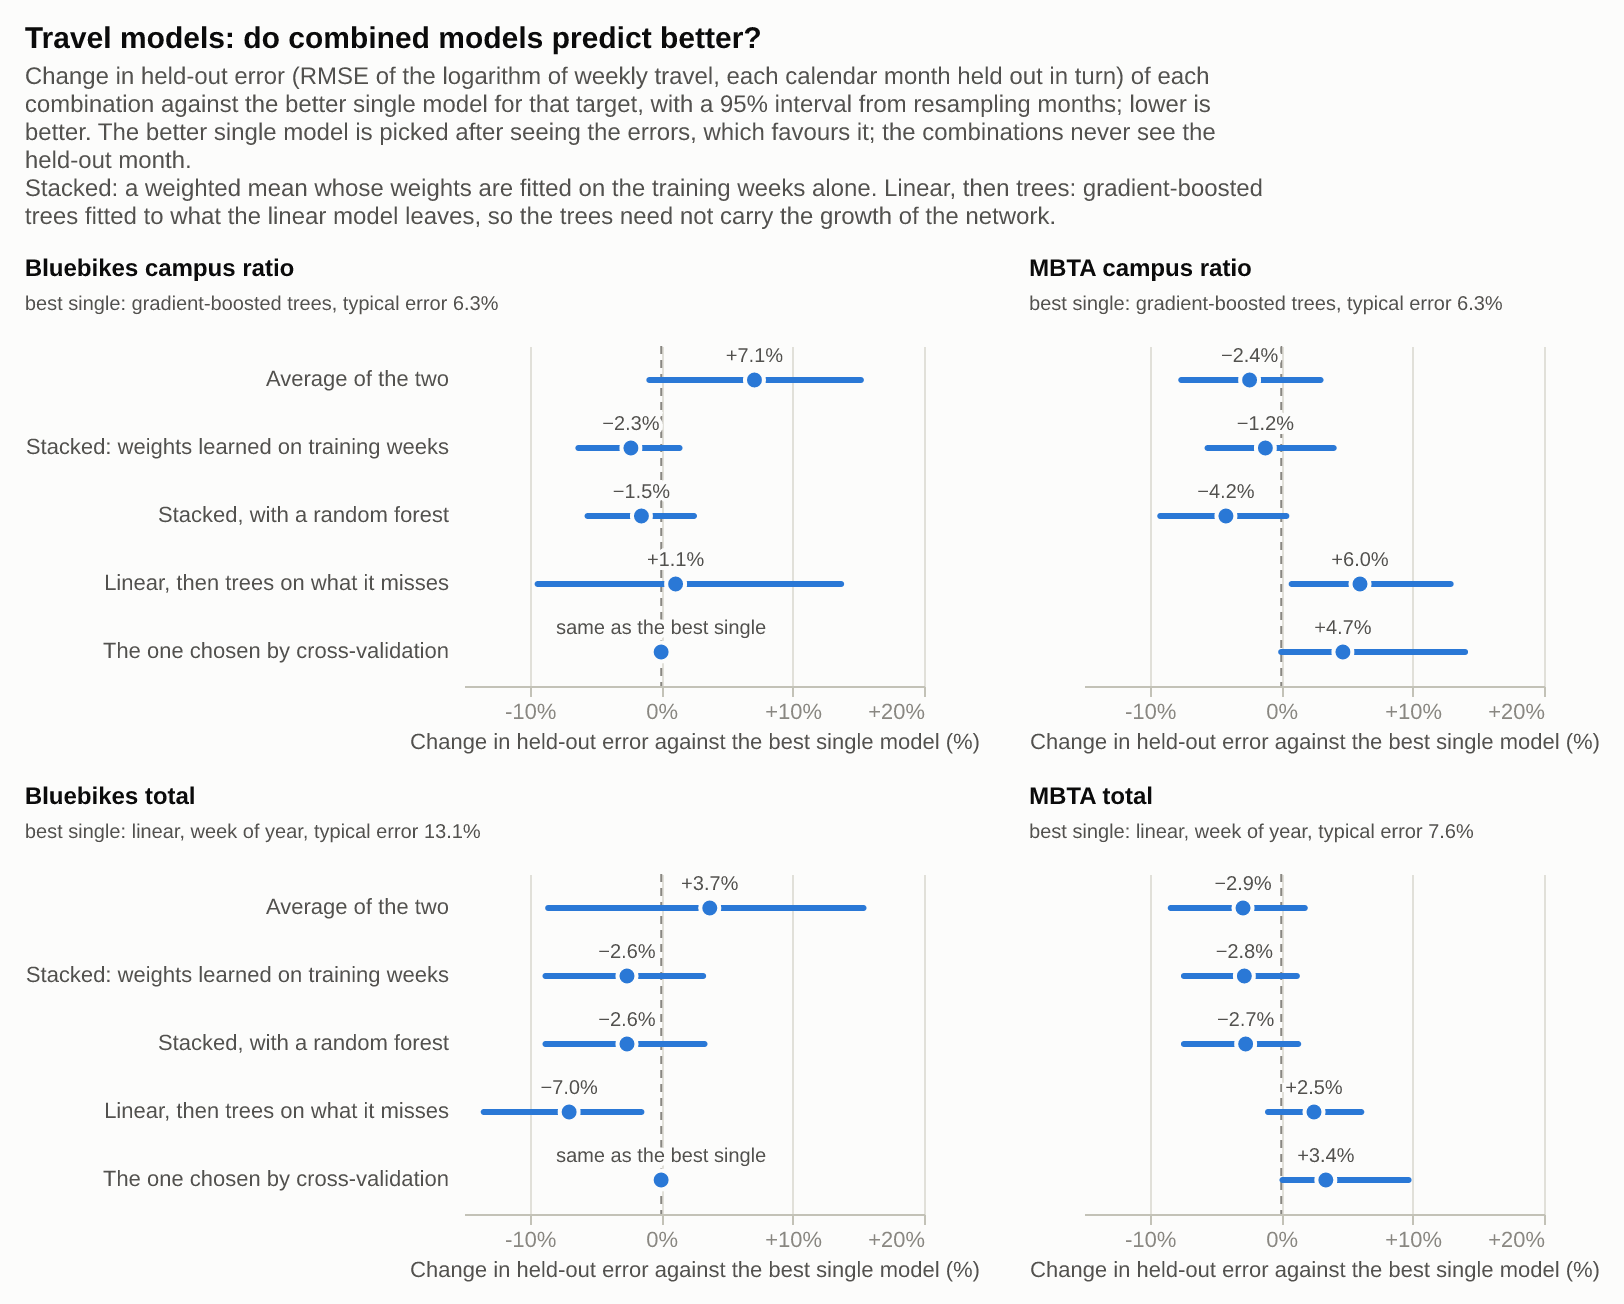 Travel models: do combined models predict better?
Change in held-out error (RMSE of the logarithm of weekly travel, each calendar month held out in turn) of each
combination against the better single model for that target, with a 95% interval from resampling months; lower is
better. The better single model is picked after seeing the errors, which favours it; the combinations never see the
held-out month.
Stacked: a weighted mean whose weights are fitted on the training weeks alone. Linear, then trees: gradient-boosted
trees fitted to what the linear model leaves, so the trees need not carry the growth of the network.
Bluebikes campus ratio
best single: gradient-boosted trees, typical error 6.3%
Average of the two
+7.1%
Stacked: weights learned on training weeks
−2.3%
Stacked, with a random forest
−1.5%
Linear, then trees on what it misses
+1.1%
The one chosen by cross-validation
same as the best single
-10% 0% +10% +20%
Change in held-out error against the best single model (%)
MBTA campus ratio
best single: gradient-boosted trees, typical error 6.3%
−2.4%
−1.2%
−4.2%
+6.0%
+4.7%
-10% 0% +10% +20%
Change in held-out error against the best single model (%)
Bluebikes total
best single: linear, week of year, typical error 13.1%
Average of the two
+3.7%
Stacked: weights learned on training weeks
−2.6%
Stacked, with a random forest
−2.6%
Linear, then trees on what it misses
−7.0%
The one chosen by cross-validation
same as the best single
-10% 0% +10% +20%
Change in held-out error against the best single model (%)
MBTA total
best single: linear, week of year, typical error 7.6%
−2.9%
−2.8%
−2.7%
+2.5%
+3.4%
-10% 0% +10% +20%
Change in held-out error against the best single model (%)